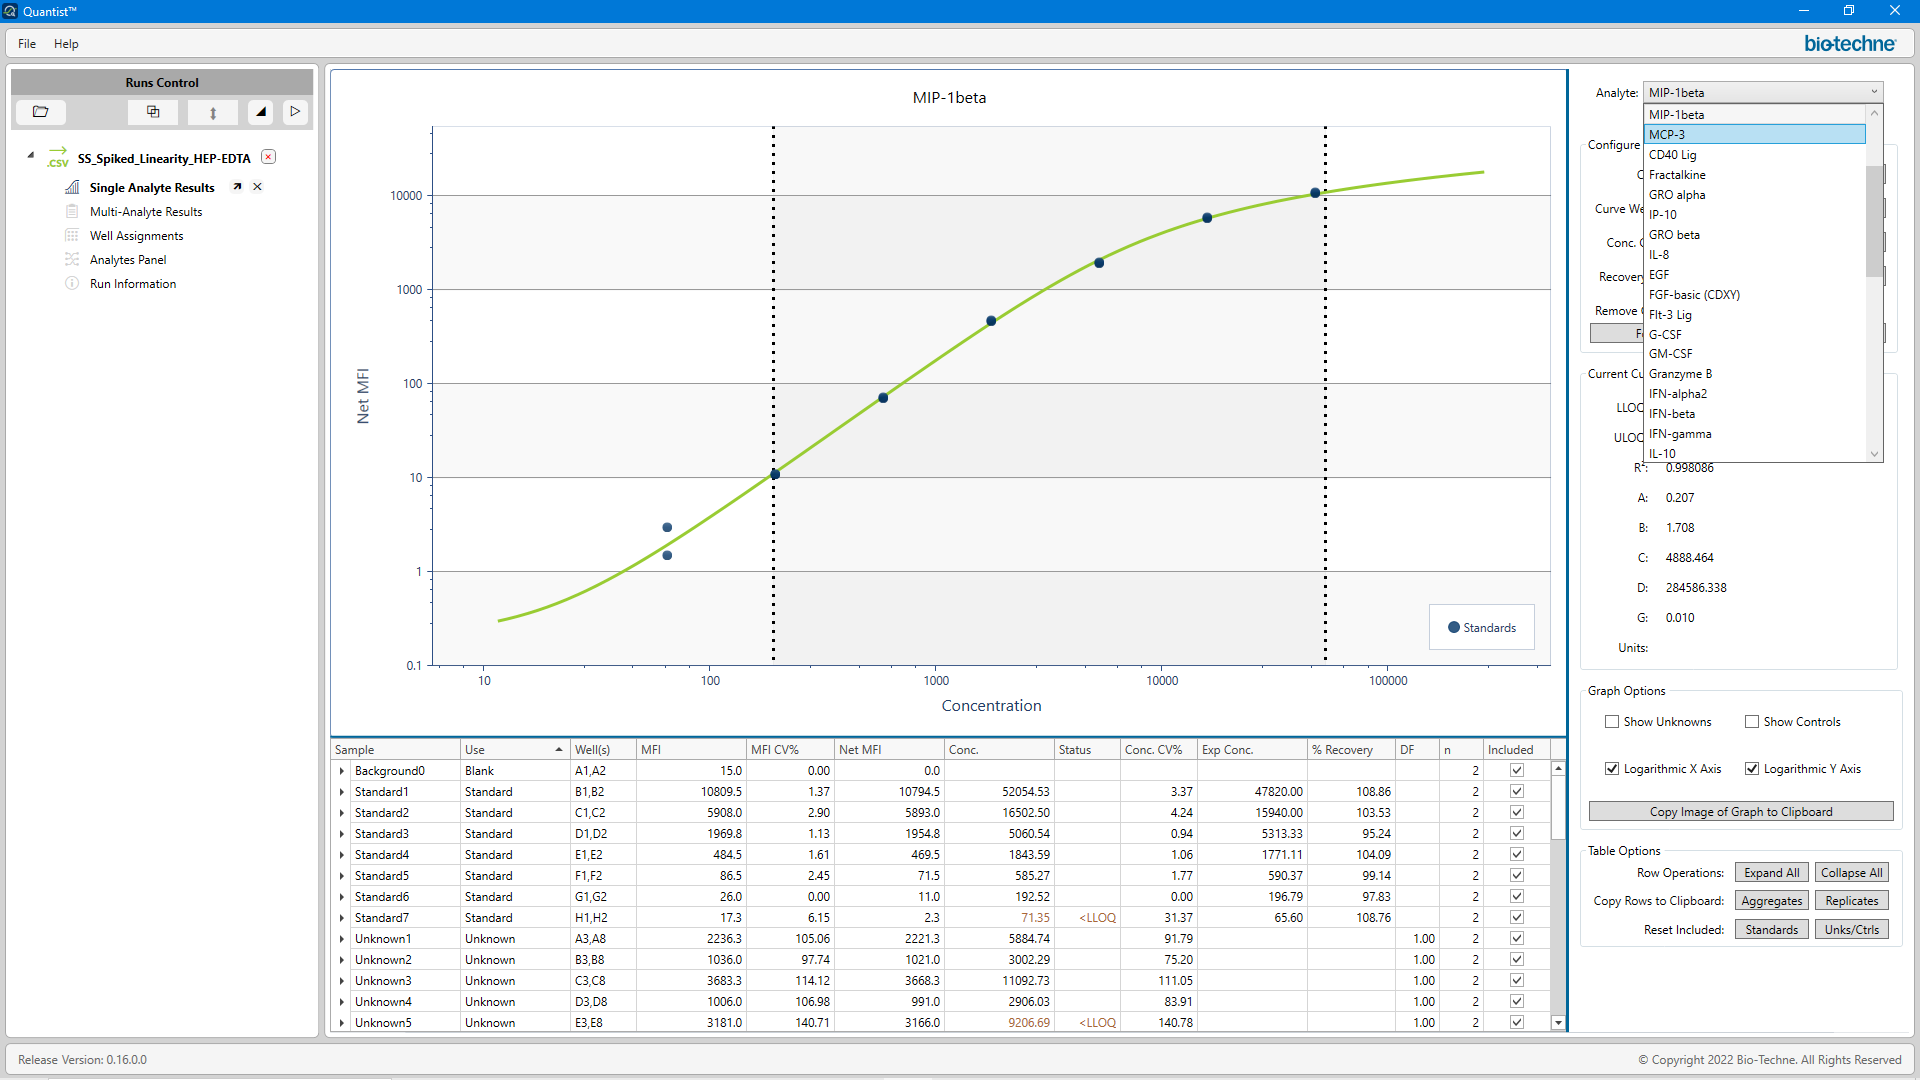 Quantist™
File Help
bio-techne
Runs Control
.CSV SS_Spiked_Linearity_HEP-EDTA
Single Analyte Results
Multi-Analyte Results
Well Assignments
Analytes Panel
Run Information
MIP-1beta
10000
1000
100
10
1
0.1
Net MFI
10 100 1000 10000 100000
Concentration
Standards
Analyte: MIP-1beta
MIP-1beta
MCP-3
CD40 Lig
Fractalkine
GRO alpha
IP-10
GRO beta
IL-8
EGF
FGF-basic (CDXY)
Flt-3 Lig
G-CSF
GM-CSF
Granzyme B
IFN-alpha2
IFN-beta
IFN-gamma
IL-10
Configure
Curve We
Conc. 
Recovery
Remove
Current Cu
LLOQ
ULOQ
R²: 0.998086
A: 0.207
B: 1.708
C: 4888.464
D: 284586.338
G: 0.010
Units:
Graph Options
Show Unknowns Show Controls
Logarithmic X Axis Logarithmic Y Axis
Copy Image of Graph to Clipboard
Table Options
Row Operations: Expand All Collapse All
Copy Rows to Clipboard: Aggregates Replicates
Reset Included: Standards Unks/Ctrls
Sample Use Well(s) MFI MFI CV% Net MFI Conc. Status Conc. CV% Exp Conc. % Recovery DF n Included
Background0 Blank A1,A2 15.0 0.00 0.0 2
Standard1 Standard B1,B2 10809.5 1.37 10794.5 52054.53 3.37 47820.00 108.86 2
Standard2 Standard C1,C2 5908.0 2.90 5893.0 16502.50 4.24 15940.00 103.53 2
Standard3 Standard D1,D2 1969.8 1.13 1954.8 5060.54 0.94 5313.33 95.24 2
Standard4 Standard E1,E2 484.5 1.61 469.5 1843.59 1.06 1771.11 104.09 2
Standard5 Standard F1,F2 86.5 2.45 71.5 585.27 1.77 590.37 99.14 2
Standard6 Standard G1,G2 26.0 0.00 11.0 192.52 0.00 196.79 97.83 2
Standard7 Standard H1,H2 17.3 6.15 2.3 71.35 <LLOQ 31.37 65.60 108.76 2
Unknown1 Unknown A3,A8 2236.3 105.06 2221.3 5884.74 91.79 1.00 2
Unknown2 Unknown B3,B8 1036.0 97.74 1021.0 3002.29 75.20 1.00 2
Unknown3 Unknown C3,C8 3683.3 114.12 3668.3 11092.73 111.05 1.00 2
Unknown4 Unknown D3,D8 1006.0 106.98 991.0 2906.03 83.91 1.00 2
Unknown5 Unknown E3,E8 3181.0 140.71 3166.0 9206.69 <LLOQ 140.78 1.00 2
Release Version: 0.16.0.0
© Copyright 2022 Bio-Techne. All Rights Reserved